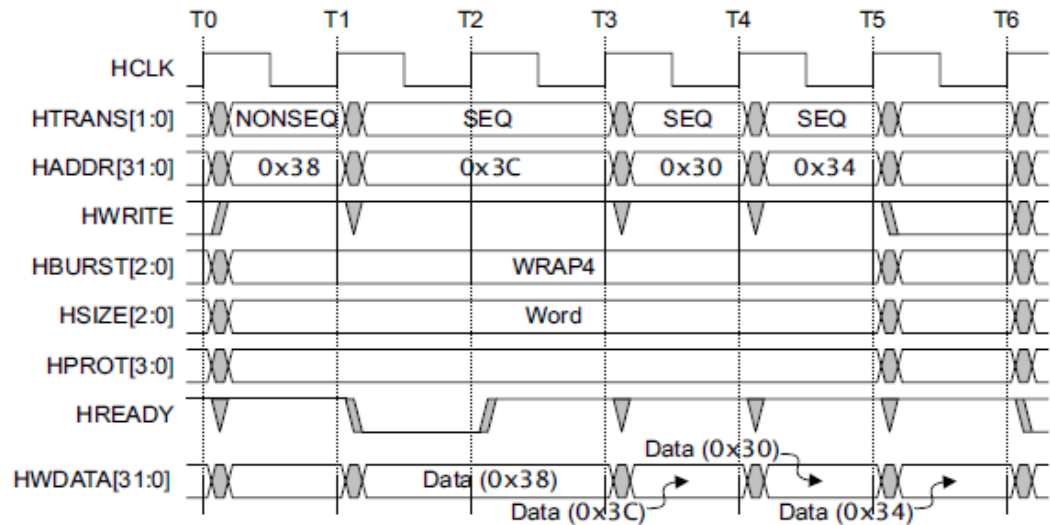 T0 T1 T2 T3 T4 T5 T6
HCLK
HTRANS[1:0] NONSEQ SEQ SEQ SEQ
HADDR[31:0] 0x38 0x3C 0x30 0x34
HWRITE
HBURST[2:0] WRAP4
HSIZE[2:0] Word
HPROT[3:0]
HREADY
Data (0x30)
HWDATA[31:0] Data (0x38)
Data (0x3C) Data (0x34)